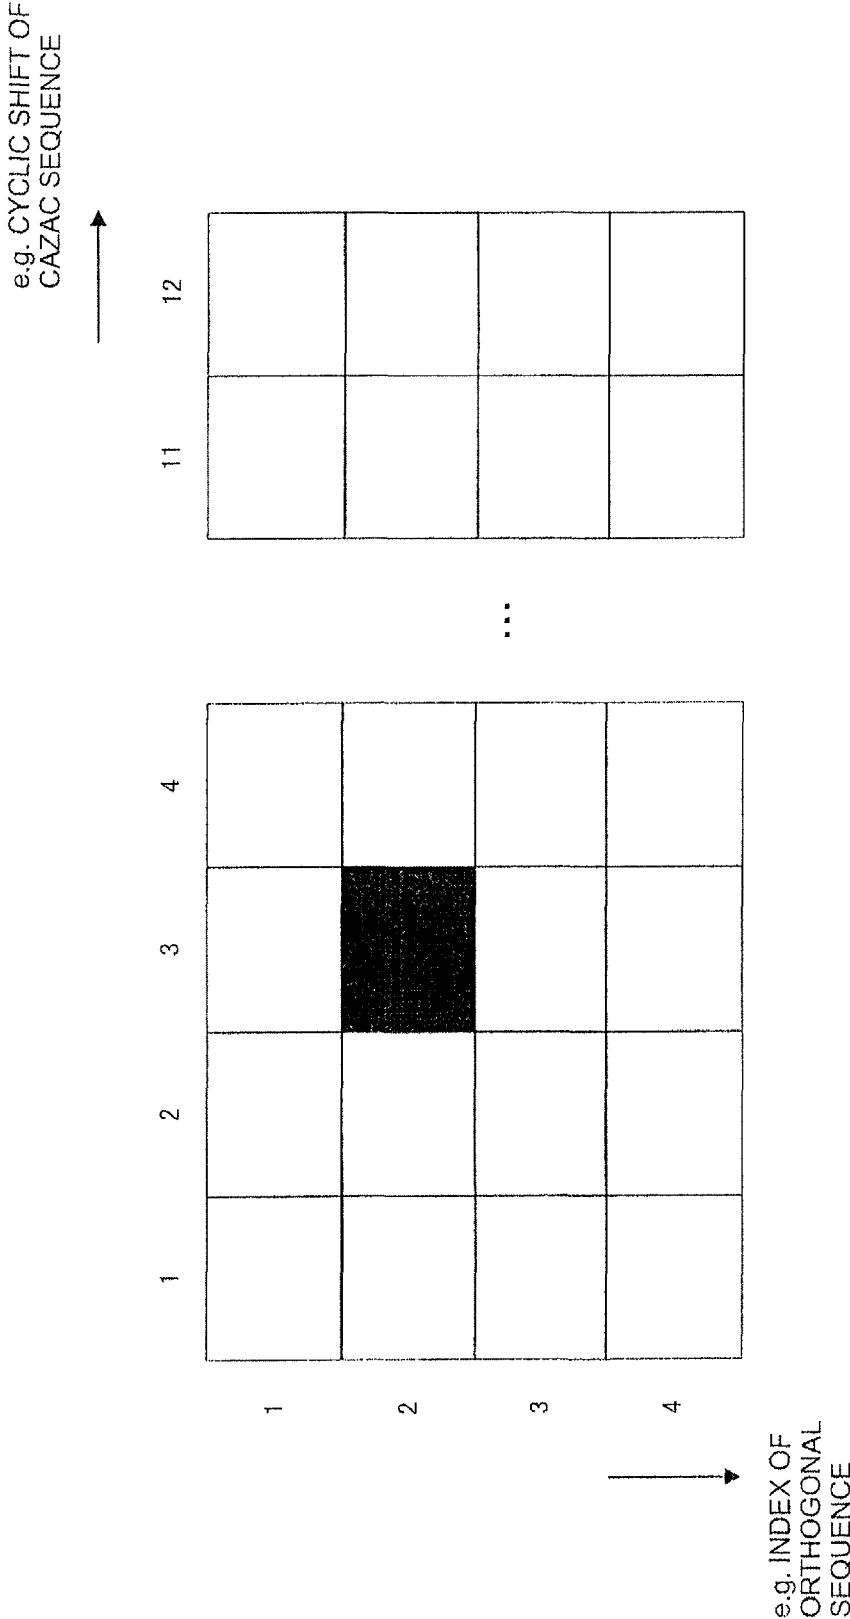 e.g. CYCLIC SHIFT OF
CAZAC SEQUENCE
1 2 3 4 ... 11 12
1
2
3
4
e.g. INDEX OF
ORTHOGONAL
SEQUENCE